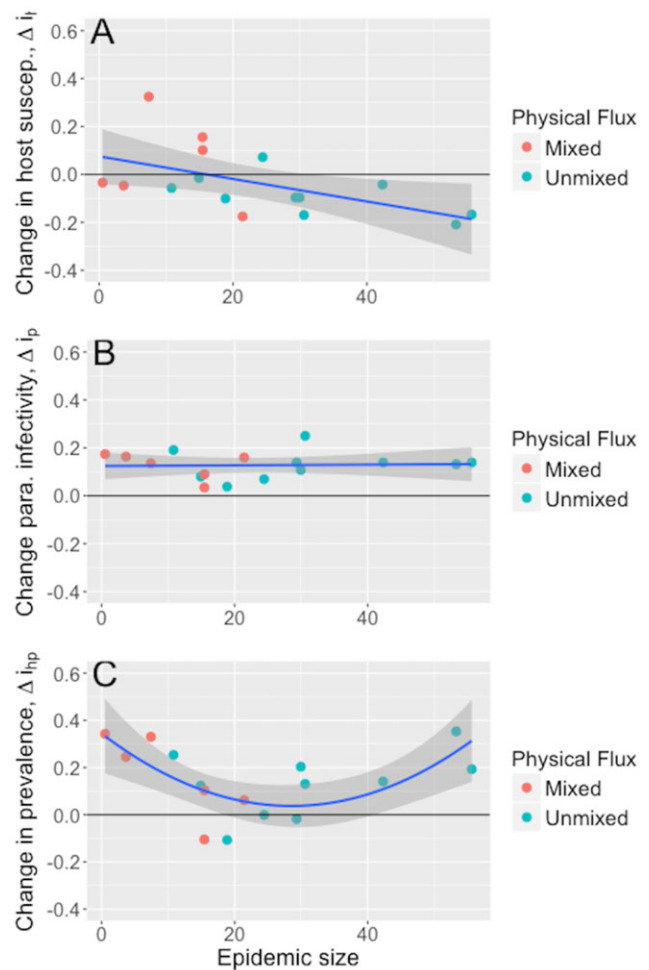 A
Change in host suscep., Δ i
0.6
0.4
0.2
0.0
-0.2
-0.4
0
20
40
Physical Flux
Mixed
Unmixed
B
Change para. infectivity, Δ ip
0.6
0.4
0.2
0.0
-0.2
-0.4
0
20
40
Physical Flux
Mixed
Unmixed
C
Change in prevalence, Δ ihp
0.6
0.4
0.2
0.0
-0.2
-0.4
0
20
40
Epidemic size
Physical Flux
Mixed
Unmixed